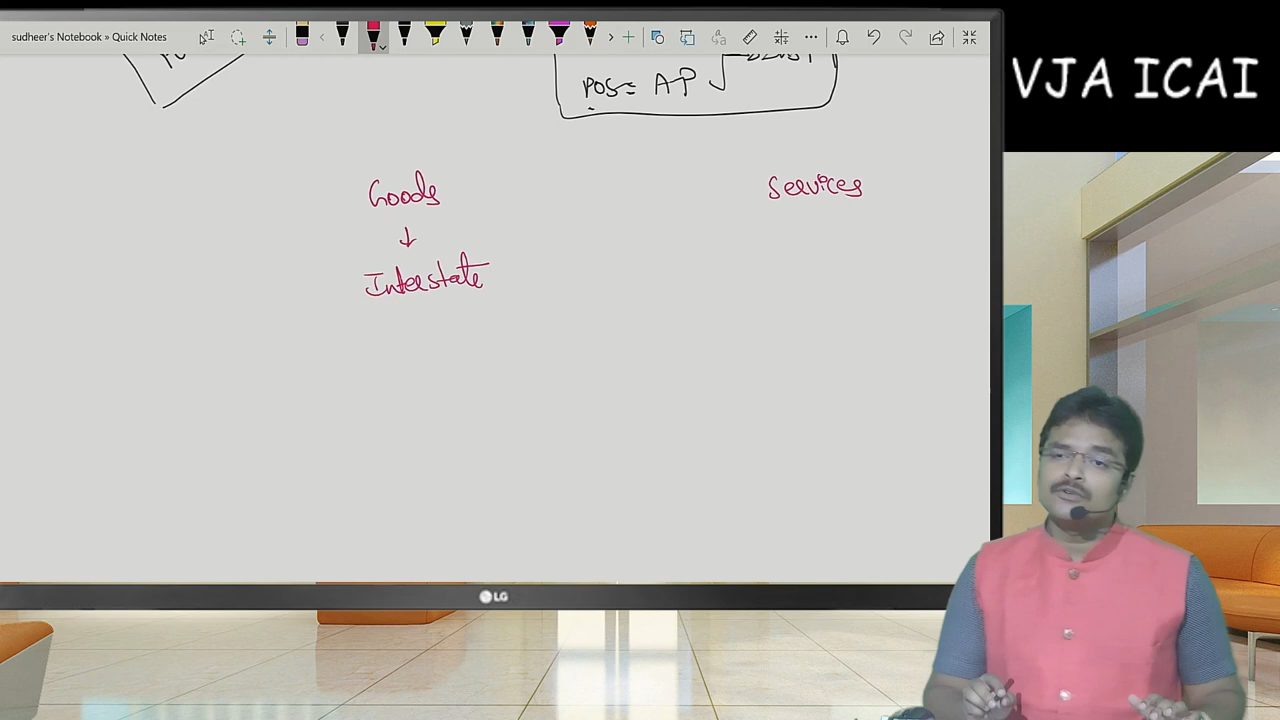 sudheer's Notebook » Quick Notes
VJA ICAI
POS = AP
Goods
Services
↓
Interstate
LG